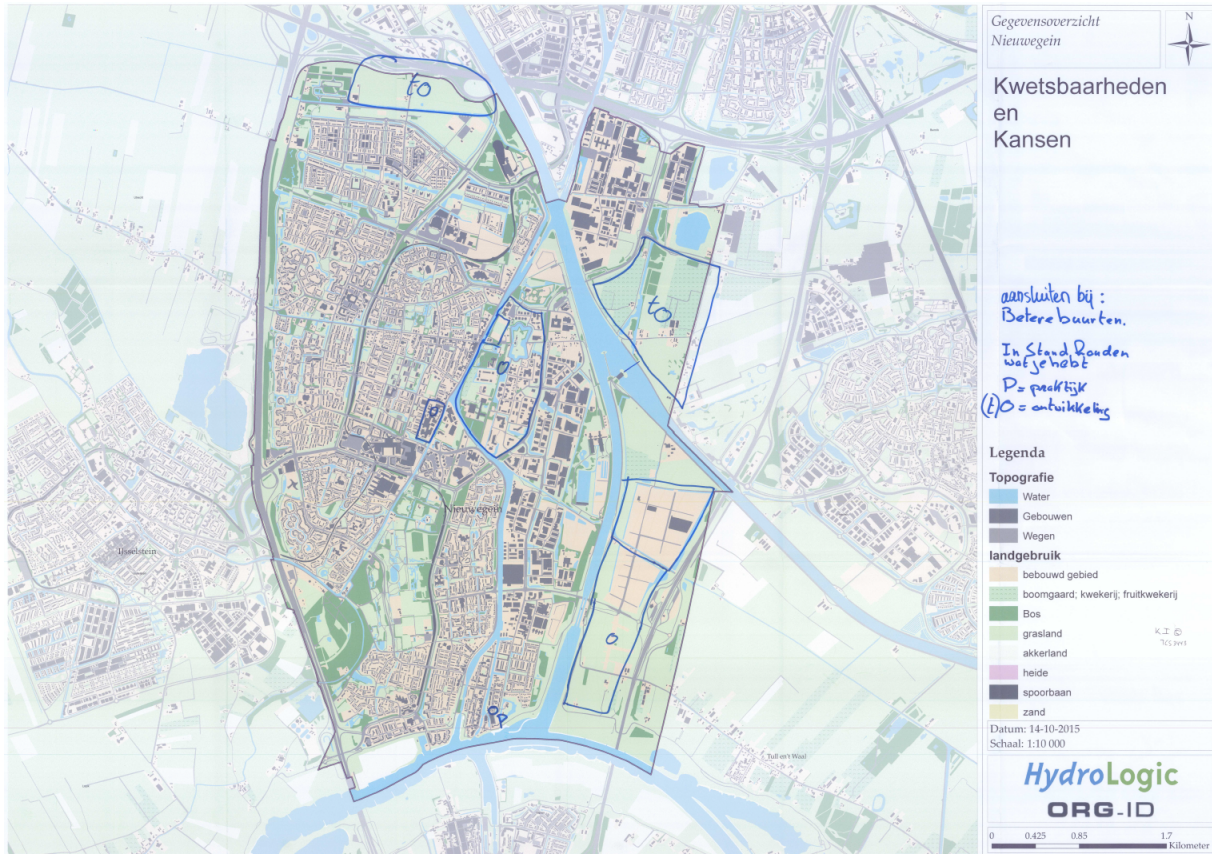 Gegevensoverzicht
Nieuwegein
N
Kwetsbaarheden
en
Kansen
aansluiten bij:
Betere buurten.
In Stand houden
wat je hebt
P = praktijk
(t)O = ontwikkeling
Legenda
Topografie
Water
Gebouwen
Wegen
landgebruik
bebouwd gebied
boomgaard; kwekerij; fruitkwekerij
Bos
grasland
akkerland
heide
spoorbaan
zand
Datum: 14-10-2015
Schaal: 1:10 000
HydroLogic
ORG-ID
0 0.425 0.85 1.7
Kilometer
to
to
O
O
OP
Nieuwegein
IJsselstein
Tull en 't Waal